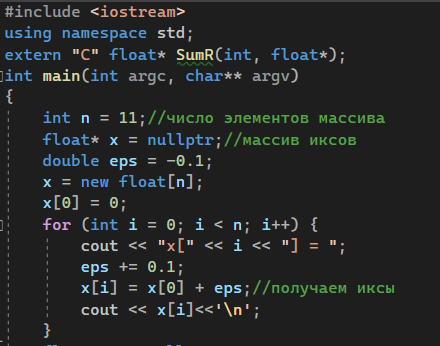 #include <iostream>
using namespace std;
extern "C" float* SumR(int, float*);
int main(int argc, char** argv)
{
int n = 11;//число элементов массива
float* x = nullptr;//массив иксов
double eps = -0.1;
x = new float[n];
x[0] = 0;
for (int i = 0; i < n; i++) {
cout << "x[" << i << "] = ";
eps += 0.1;
x[i] = x[0] + eps;//получаем иксы
cout << x[i]<<'\n';
}